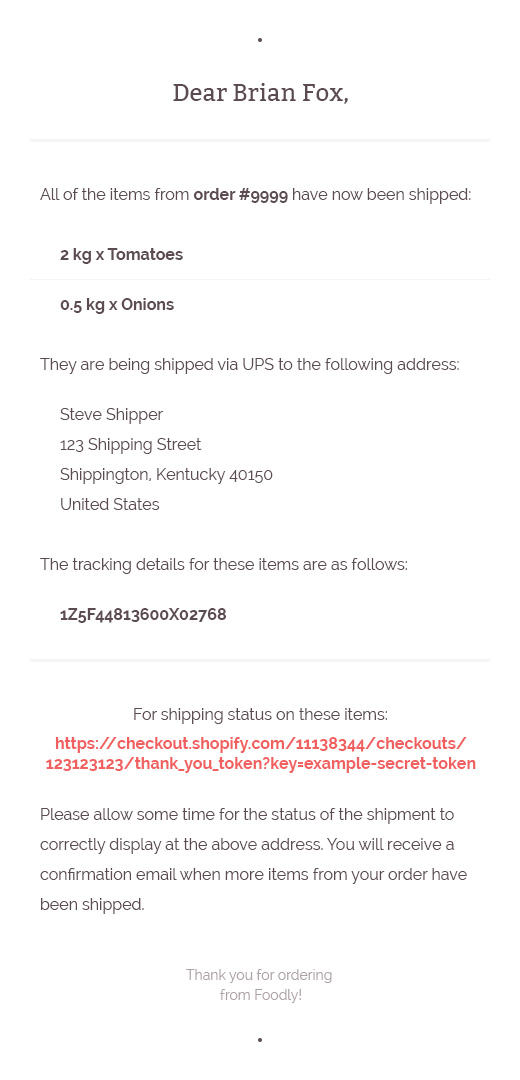 Dear Brian Fox,
All of the items from order #9999 have now been shipped:
2 kg x Tomatoes
0.5 kg x Onions
They are being shipped via UPS to the following address:
Steve Shipper
123 Shipping Street
Shippington, Kentucky 40150
United States
The tracking details for these items are as follows:
1Z5F44813600X02768
For shipping status on these items:
https://checkout.shopify.com/11138344/checkouts/
123123123/thank_you_token?key=example-secret-token
Please allow some time for the status of the shipment to
correctly display at the above address. You will receive a
confirmation email when more items from your order have
been shipped.
Thank you for ordering
from Foodly!